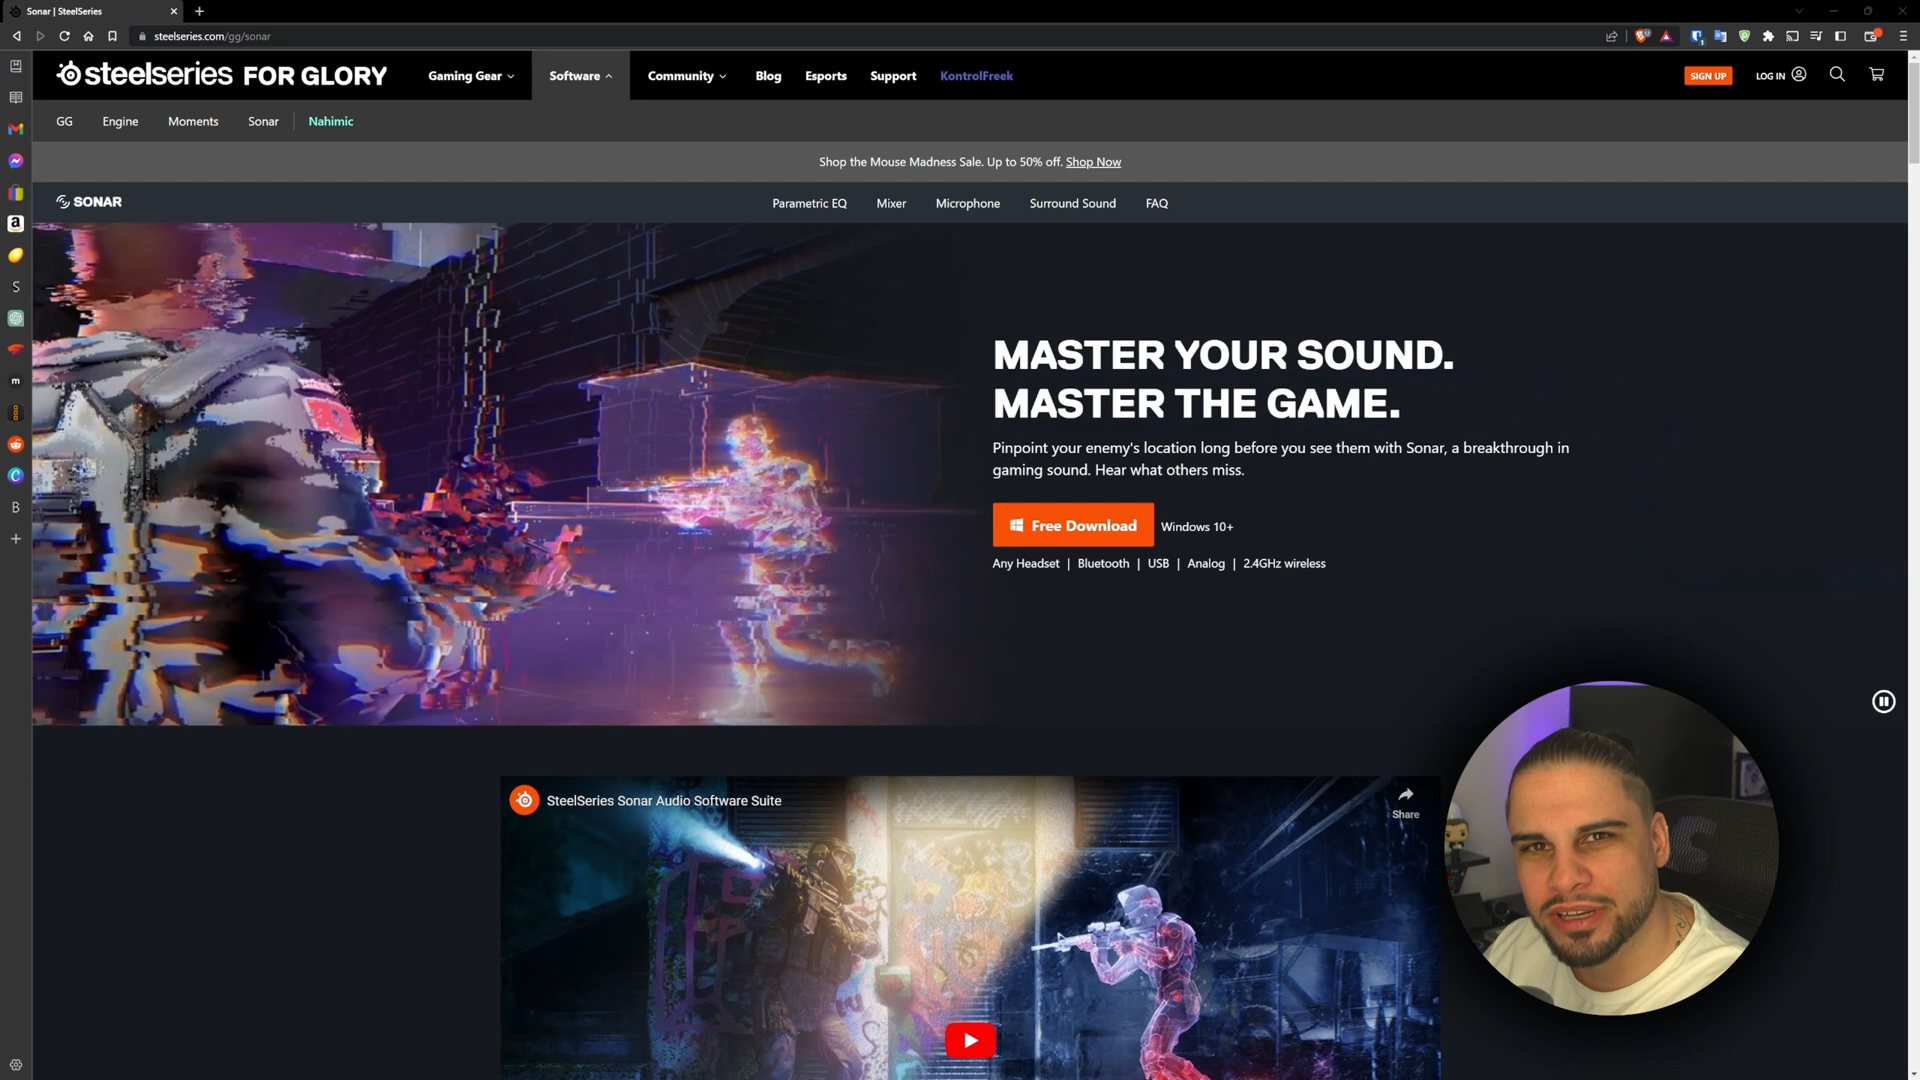 Sonar | SteelSeries
steelseries.com/gg/sonar
steelseries FOR GLORY
Gaming Gear
Software
Community
Blog
Esports
Support
KontrolFreek
SIGN UP
LOG IN
GG
Engine
Moments
Sonar
Nahimic
Shop the Mouse Madness Sale. Up to 50% off. Shop Now
SONAR
Parametric EQ
Mixer
Microphone
Surround Sound
FAQ
MASTER YOUR SOUND.
MASTER THE GAME.
Pinpoint your enemy's location long before you see them with Sonar, a breakthrough in
gaming sound. Hear what others miss.
Free Download
Windows 10+
Any Headset | Bluetooth | USB | Analog | 2.4GHz wireless
SteelSeries Sonar Audio Software Suite
Share
a
S
m
B